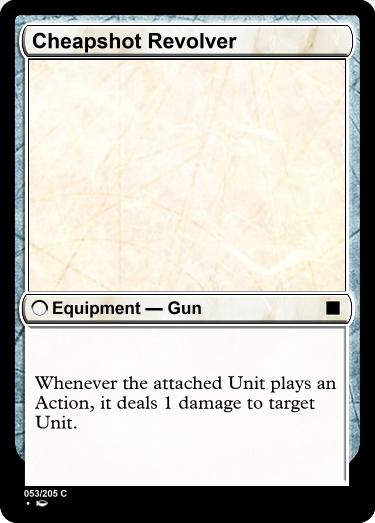 Cheapshot Revolver
Equipment — Gun
Whenever the attached Unit plays an
Action, it deals 1 damage to target
Unit.
053/205 C